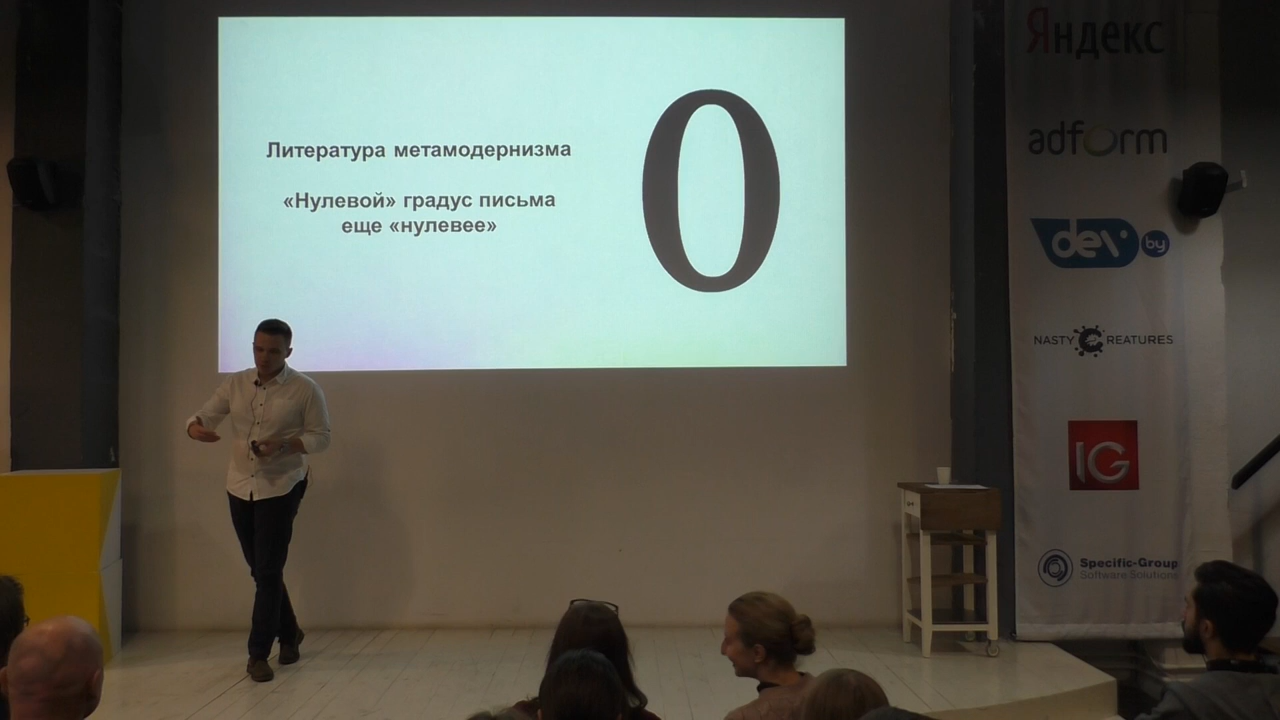 Литература метамодернизма
«Нулевой» градус письма
еще «нулевее»
0
Яндекс
adform
dev by
NASTY CREATURES
IG
Specific-Group
Software Solutions